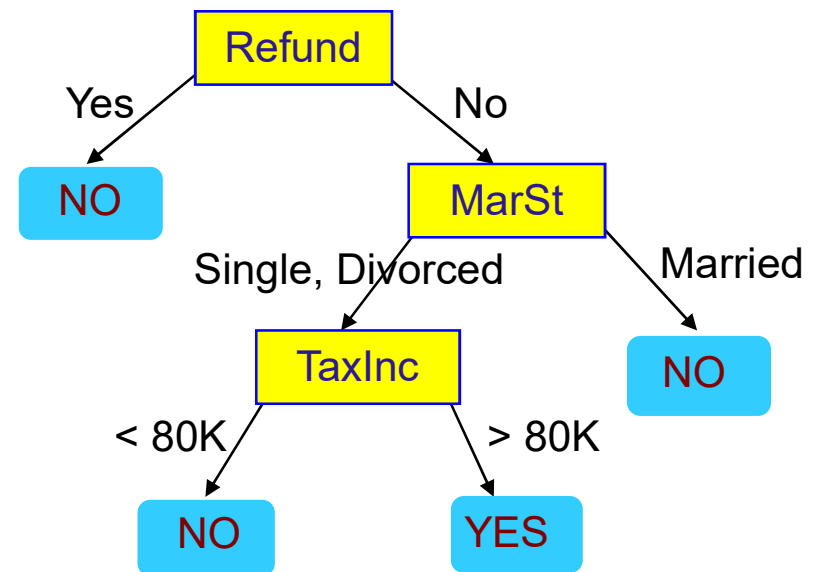 Refund
Yes
No
NO
MarSt
Single, Divorced
Married
TaxInc
NO
< 80K
> 80K
NO
YES